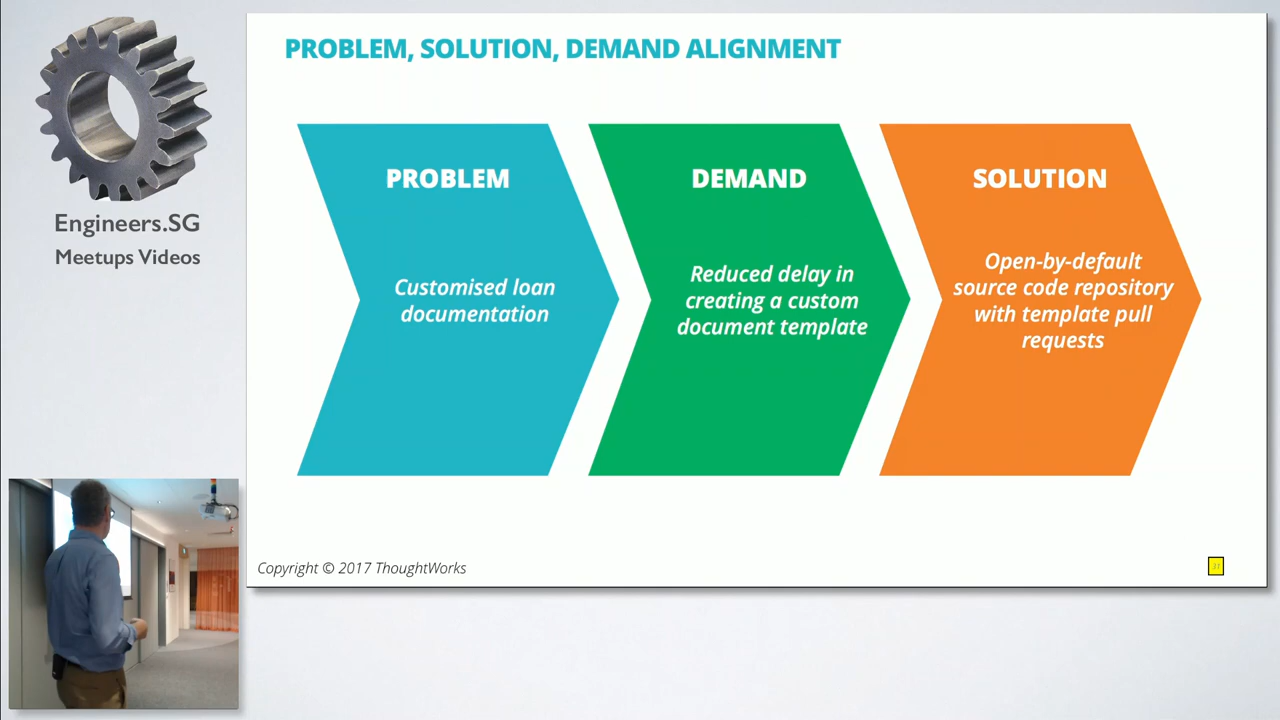 Engineers.SG
Meetups Videos
PROBLEM, SOLUTION, DEMAND ALIGNMENT
PROBLEM
Customised loan
documentation
DEMAND
Reduced delay in
creating a custom
document template
SOLUTION
Open-by-default
source code repository
with template pull
requests
Copyright © 2017 ThoughtWorks
31